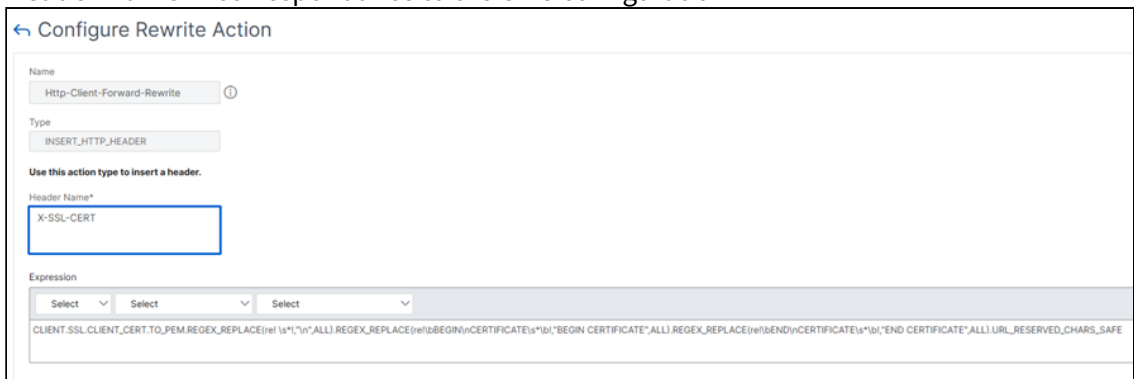 Configure Rewrite Action
Name
Http-Client-Forward-Rewrite
Type
INSERT_HTTP_HEADER
Use this action type to insert a header.
Header Name*
X-SSL-CERT
Expression
Select Select Select
CLIENT.SSL.CLIENT_CERT.TO_PEM.REGEX_REPLACE(re! \s*!,"\n",ALL).REGEX_REPLACE(re!\bBEGIN\nCERTIFICATE\s*\b!,"BEGIN CERTIFICATE",ALL).REGEX_REPLACE(re!\bEND\nCERTIFICATE\s*\b!,"END CERTIFICATE",ALL).URL_RESERVED_CHARS_SAFE